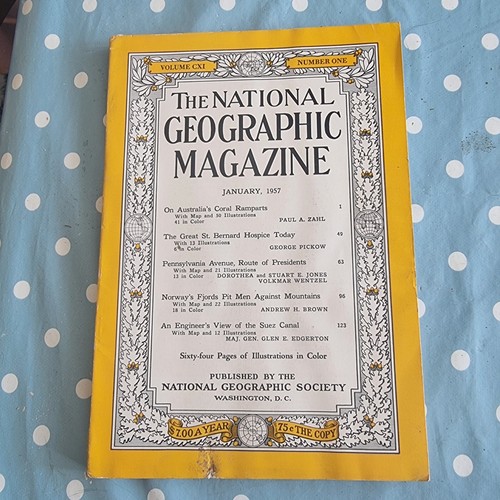 VOLUME CXI NUMBER ONE
THE NATIONAL
GEOGRAPHIC
MAGAZINE
JANUARY, 1957
On Australia's Coral Ramparts 1
With Map and 50 Illustrations
41 in Color PAUL A. ZAHL
The Great St. Bernard Hospice Today 49
With 13 Illustrations
6 in Color GEORGE PICKOW
Pennsylvania Avenue, Route of Presidents 63
With Map and 21 Illustrations
12 in Color DOROTHEA and STUART E. JONES
VOLKMAR WENTZEL
Norway's Fjords Pit Men Against Mountains 96
With Map and 22 Illustrations
18 in Color ANDREW H. BROWN
An Engineer's View of the Suez Canal 123
With Map and 12 Illustrations
MAJ. GEN. GLEN E. EDGERTON
Sixty-four Pages of Illustrations in Color
PUBLISHED BY THE
NATIONAL GEOGRAPHIC SOCIETY
WASHINGTON, D. C.
$7.00 A YEAR 75c THE COPY